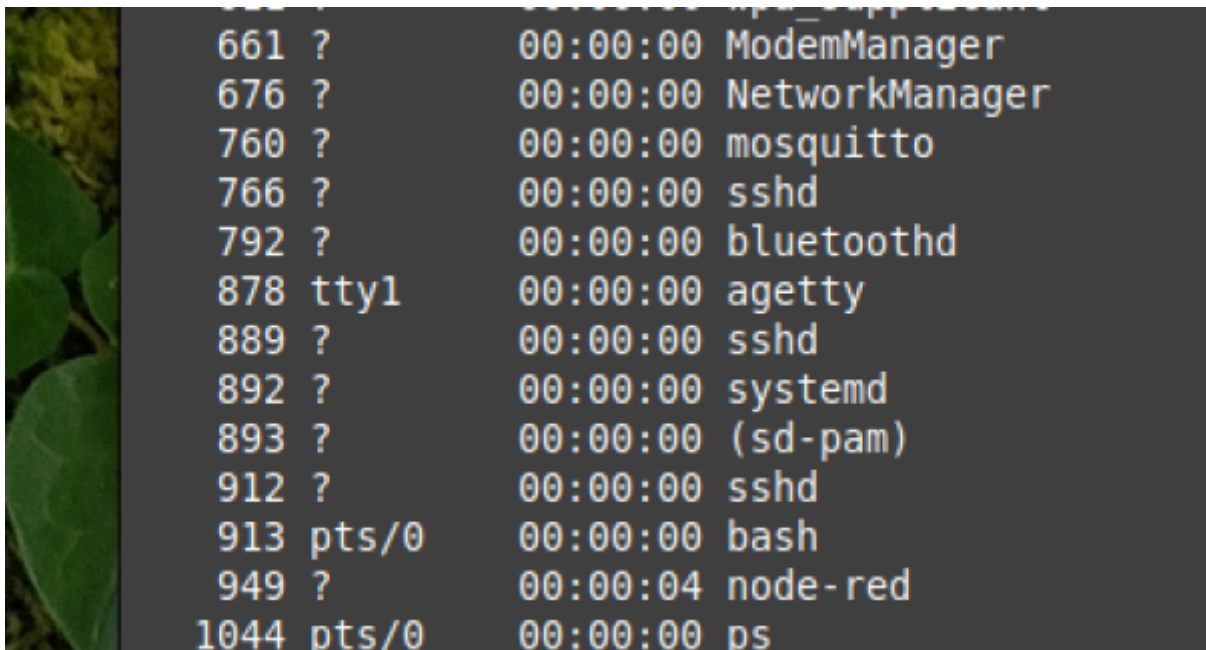 661 ? 00:00:00 ModemManager
676 ? 00:00:00 NetworkManager
760 ? 00:00:00 mosquitto
766 ? 00:00:00 sshd
792 ? 00:00:00 bluetoothd
878 tty1 00:00:00 agetty
889 ? 00:00:00 sshd
892 ? 00:00:00 systemd
893 ? 00:00:00 (sd-pam)
912 ? 00:00:00 sshd
913 pts/0 00:00:00 bash
949 ? 00:00:04 node-red
1044 pts/0 00:00:00 ps